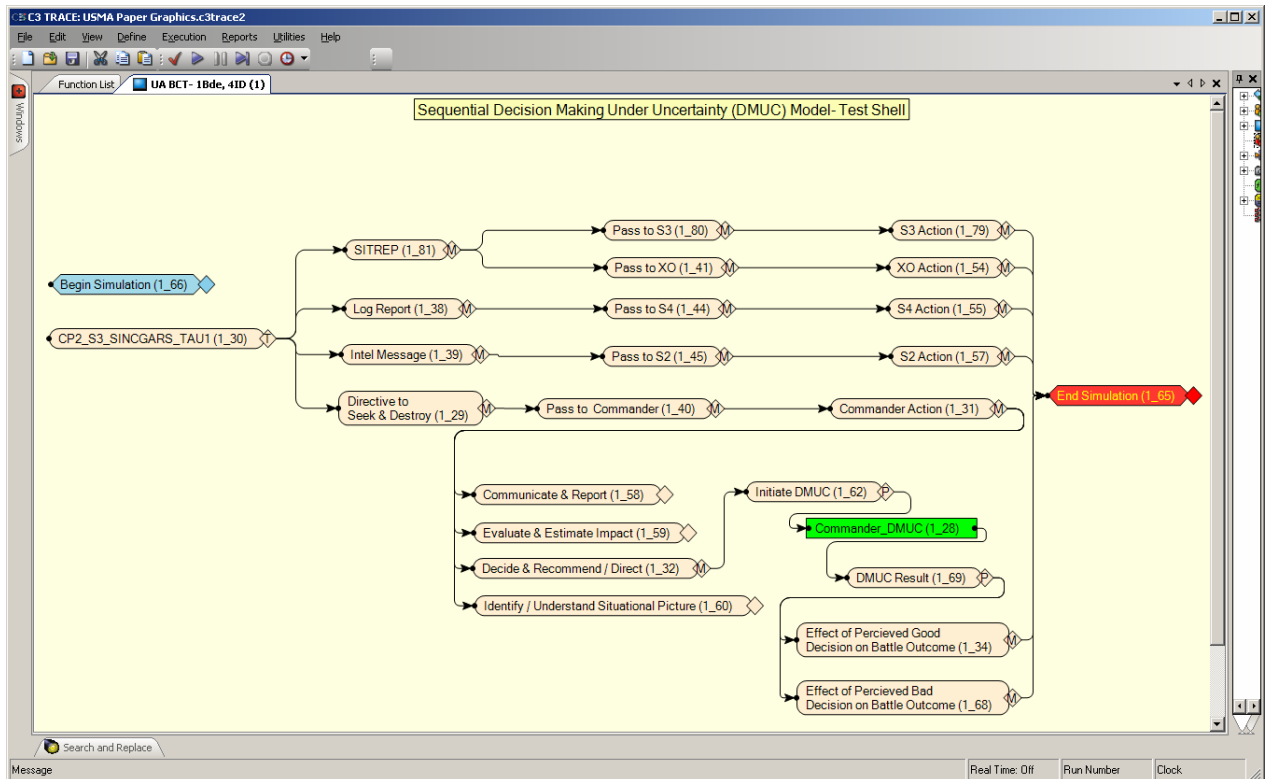 C3 TRACE: USMA Paper Graphics.c3trace2
File Edit View Define Execution Reports Utilities Help
Function List UA BCT- 1Bde, 4ID (1)
Windows
Sequential Decision Making Under Uncertainty (DMUC) Model- Test Shell
Pass to S3 (1_80) M
S3 Action (1_79) M
SITREP (1_81) M
Pass to XO (1_41) M
XO Action (1_54) M
Begin Simulation (1_66)
Log Report (1_38) M
Pass to S4 (1_44) M
S4 Action (1_55) M
CP2_S3_SINCGARS_TAU1 (1_30) T
Intel Message (1_39) M
Pass to S2 (1_45) M
S2 Action (1_57) M
End Simulation (1_65)
Directive to
Seek & Destroy (1_29) M
Pass to Commander (1_40) M
Commander Action (1_31) M
Communicate & Report (1_58)
Initiate DMUC (1_62) P
Evaluate & Estimate Impact (1_59)
Commander_DMUC (1_28)
Decide & Recommend / Direct (1_32) M
DMUC Result (1_69) P
Identify / Understand Situational Picture (1_60)
Effect of Percieved Good
Decision on Battle Outcome (1_34) M
Effect of Percieved Bad
Decision on Battle Outcome (1_68) M
Search and Replace
Message
Real Time: Off
Run Number
Clock